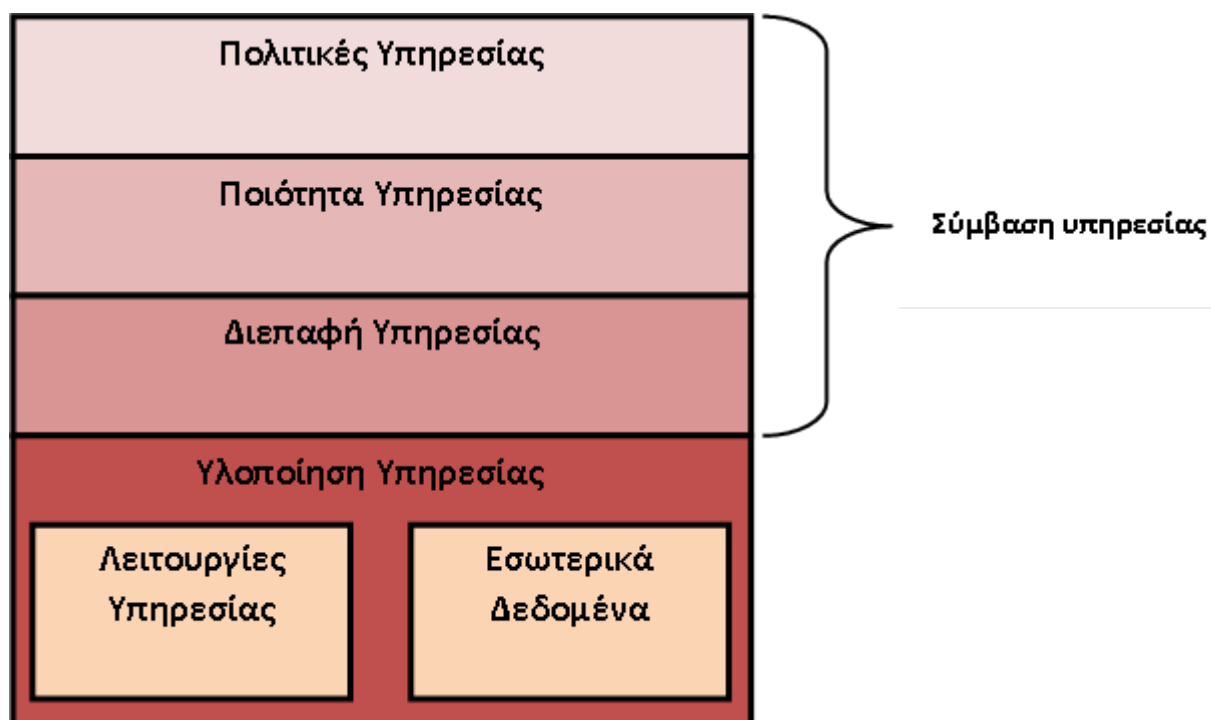 Πολιτικές Υπηρεσίας
Ποιότητα Υπηρεσίας
Διεπαφή Υπηρεσίας
Σύμβαση υπηρεσίας
Υλοποίηση Υπηρεσίας
Λειτουργίες
Υπηρεσίας
Εσωτερικά
Δεδομένα